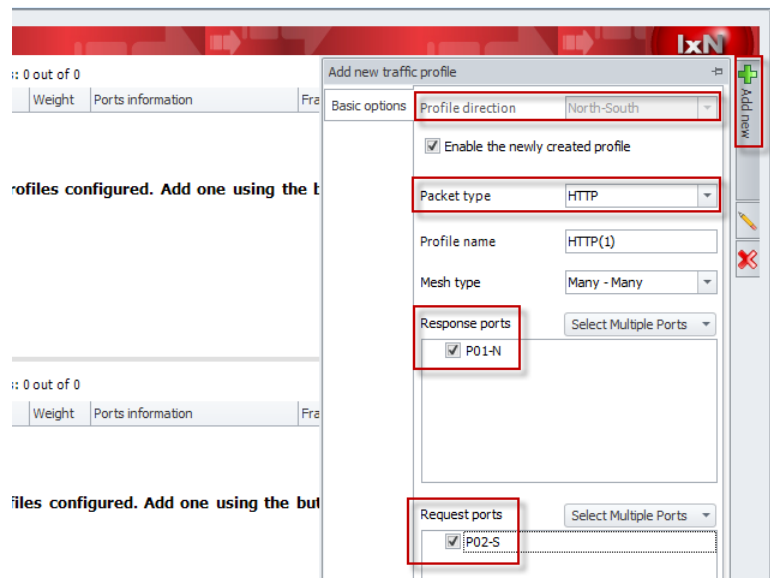 IxN
s: 0 out of 0
Weight Ports information Fra
Add new traffic profile
Add new
Basic options
Profile direction North-South
Enable the newly created profile
rofiles configured. Add one using the b
Packet type HTTP
Profile name HTTP(1)
Mesh type Many - Many
Response ports Select Multiple Ports
P01-N
s: 0 out of 0
Weight Ports information Fra
files configured. Add one using the but
Request ports Select Multiple Ports
P02-S